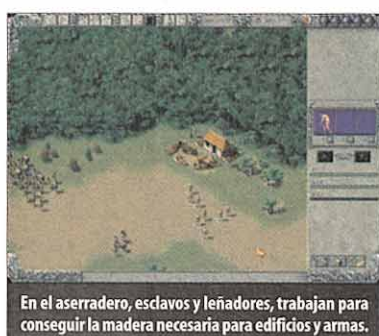 En el aserradero, esclavos y leñadores, trabajan para
conseguir la madera necesaria para edificios y armas.